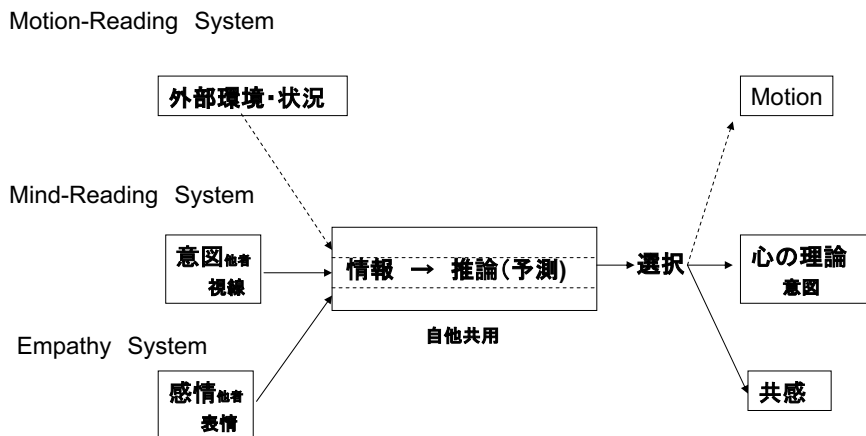 Motion-Reading System
外部環境・状況
Motion
Mind-Reading System
意図他者
視線
情報 → 推論(予測)
選択
心の理論
意図
自他共用
Empathy System
感情他者
表情
共感